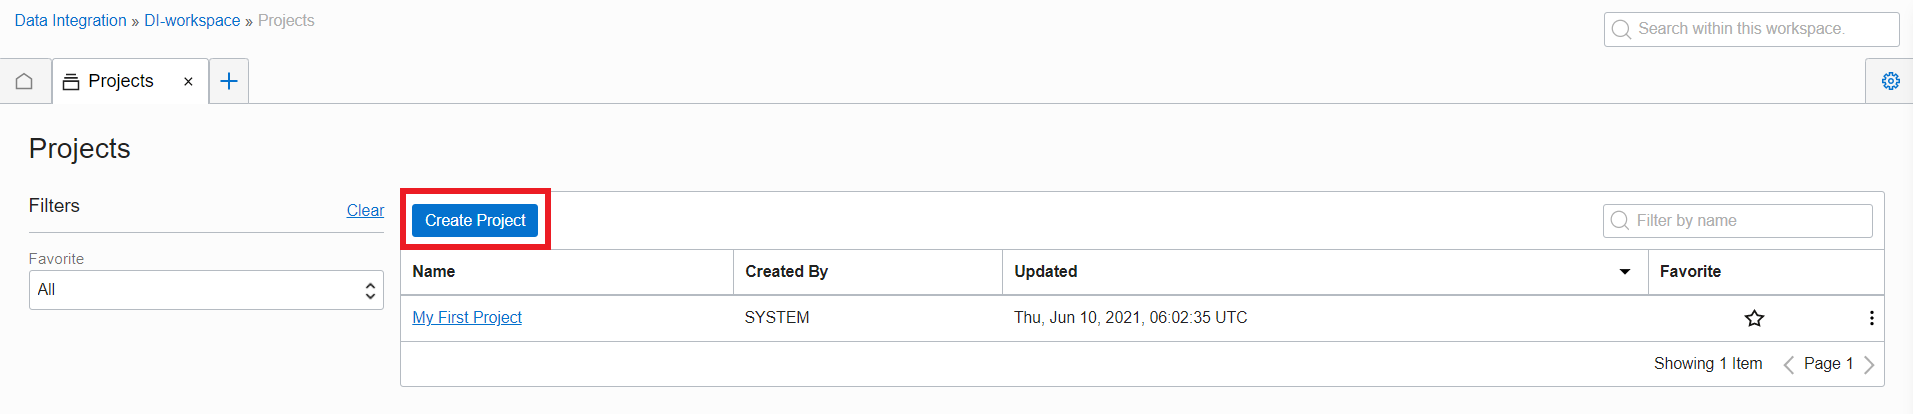 Data Integration » DI-workspace » Projects
Search within this workspace.
Projects ×
Projects
Filters Clear
Favorite
All
Create Project
Filter by name
Name Created By Updated Favorite
My First Project SYSTEM Thu, Jun 10, 2021, 06:02:35 UTC
Showing 1 Item Page 1